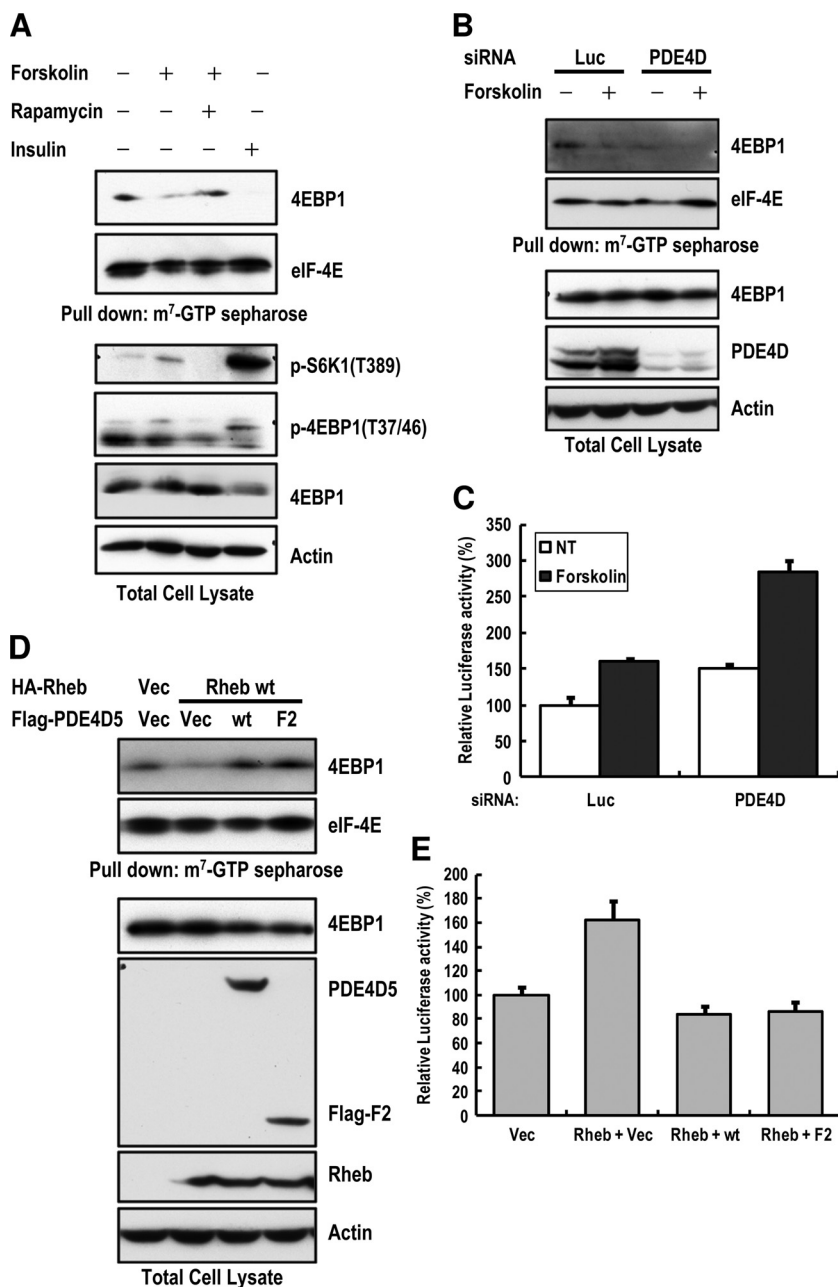 A
Forskolin − + + −
Rapamycin − − + −
Insulin − − − +
4EBP1
eIF-4E
Pull down: m⁷-GTP sepharose
p-S6K1(T389)
p-4EBP1(T37/46)
4EBP1
Actin
Total Cell Lysate
B
siRNA Luc PDE4D
Forskolin − + − +
4EBP1
eIF-4E
Pull down: m⁷-GTP sepharose
4EBP1
PDE4D
Actin
Total Cell Lysate
C
Relative Luciferase activity (%)
350
300
250
200
150
100
50
0
NT
Forskolin
siRNA: Luc PDE4D
D
HA-Rheb Vec Rheb wt
Flag-PDE4D5 Vec Vec wt F2
4EBP1
eIF-4E
Pull down: m⁷-GTP sepharose
4EBP1
PDE4D5
Flag-F2
Rheb
Actin
Total Cell Lysate
E
Relative Luciferase activity (%)
200
180
160
140
120
100
80
60
40
20
0
Vec Rheb + Vec Rheb + wt Rheb + F2